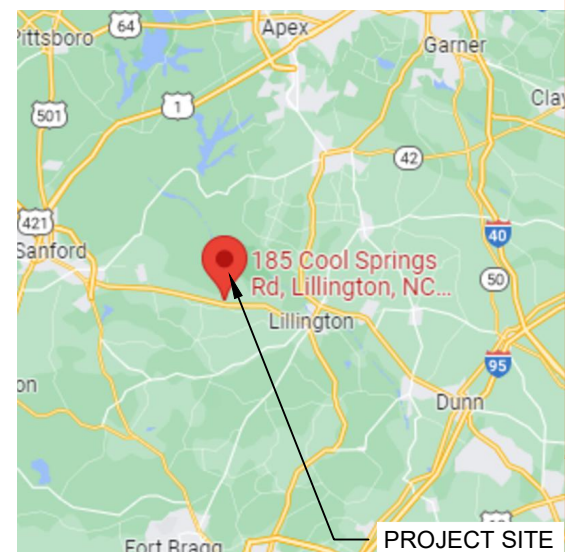 64
Apex
Pittsboro
Garner
1
Clay
501
42
421
40
Sanford
185 Cool Springs
Rd, Lillington, NC...
50
Lillington
95
on
Dunn
Fort Bragg
PROJECT SITE